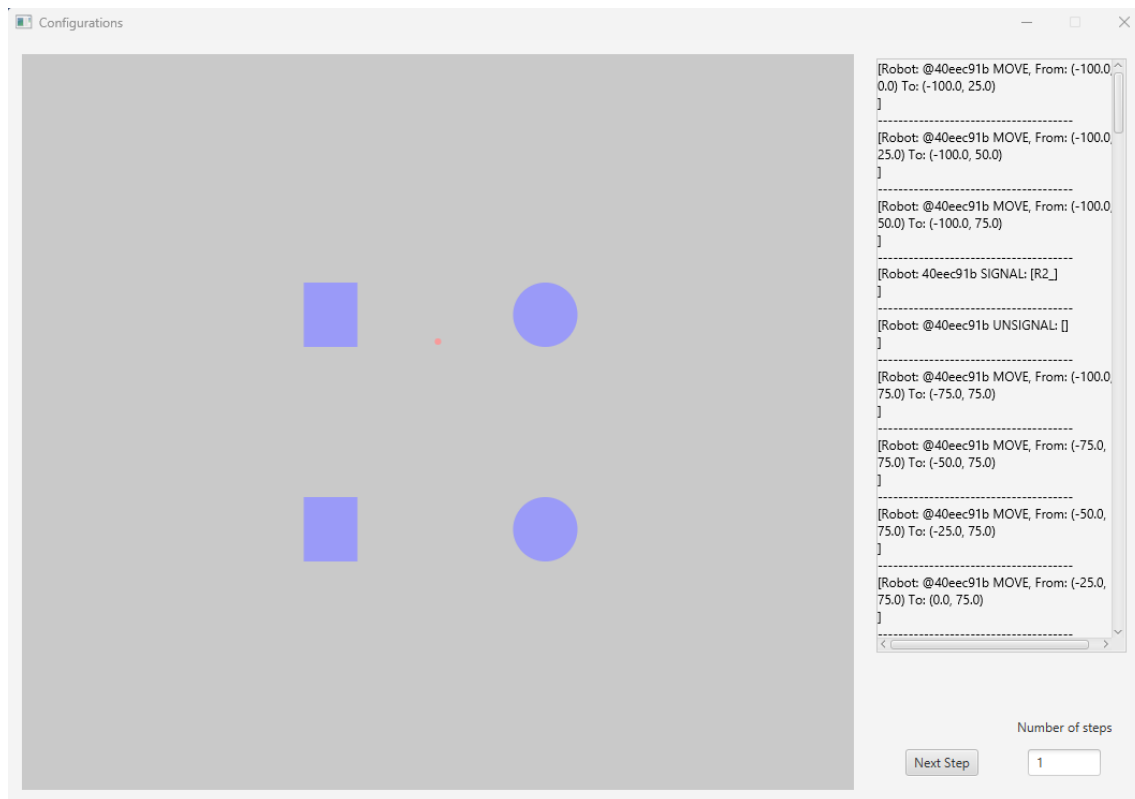 Configurations
[Robot: @40eec91b MOVE, From: (-100.0,
0.0) To: (-100.0, 25.0)
]
---------------------------------------
[Robot: @40eec91b MOVE, From: (-100.0,
25.0) To: (-100.0, 50.0)
]
---------------------------------------
[Robot: @40eec91b MOVE, From: (-100.0,
50.0) To: (-100.0, 75.0)
]
---------------------------------------
[Robot: 40eec91b SIGNAL: [R2_]
]
---------------------------------------
[Robot: @40eec91b UNSIGNAL: []
]
---------------------------------------
[Robot: @40eec91b MOVE, From: (-100.0,
75.0) To: (-75.0, 75.0)
]
---------------------------------------
[Robot: @40eec91b MOVE, From: (-75.0,
75.0) To: (-50.0, 75.0)
]
---------------------------------------
[Robot: @40eec91b MOVE, From: (-50.0,
75.0) To: (-25.0, 75.0)
]
---------------------------------------
[Robot: @40eec91b MOVE, From: (-25.0,
75.0) To: (0.0, 75.0)
]
---------------------------------------
Number of steps
Next Step
1